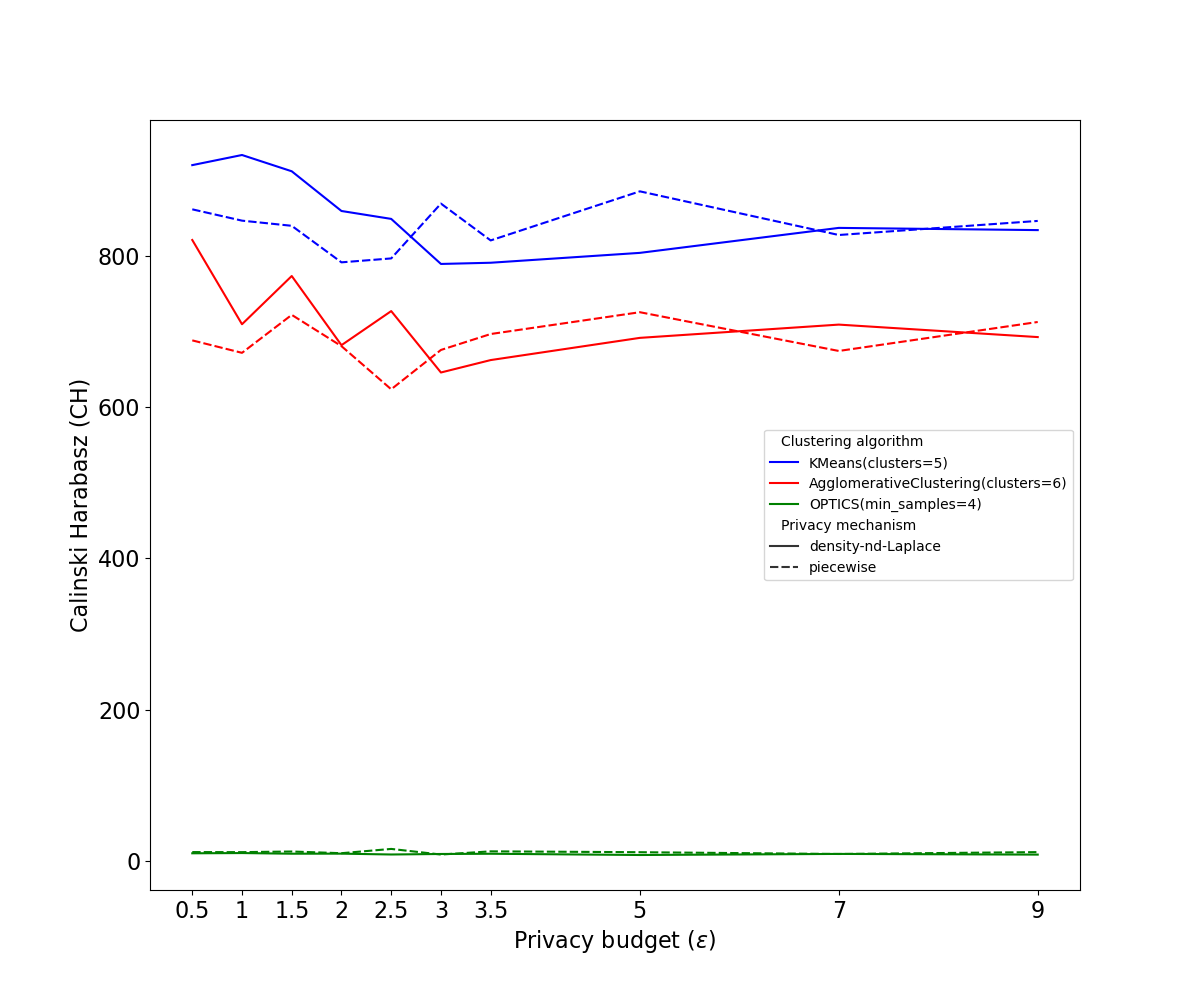 800
600
400
200
0
Calinski Harabasz (CH)
Clustering algorithm
KMeans(clusters=5)
AgglomerativeClustering(clusters=6)
OPTICS(min_samples=4)
Privacy mechanism
density-nd-Laplace
piecewise
0.5 1 1.5 2 2.5 3 3.5 5 7 9
Privacy budget (ε)